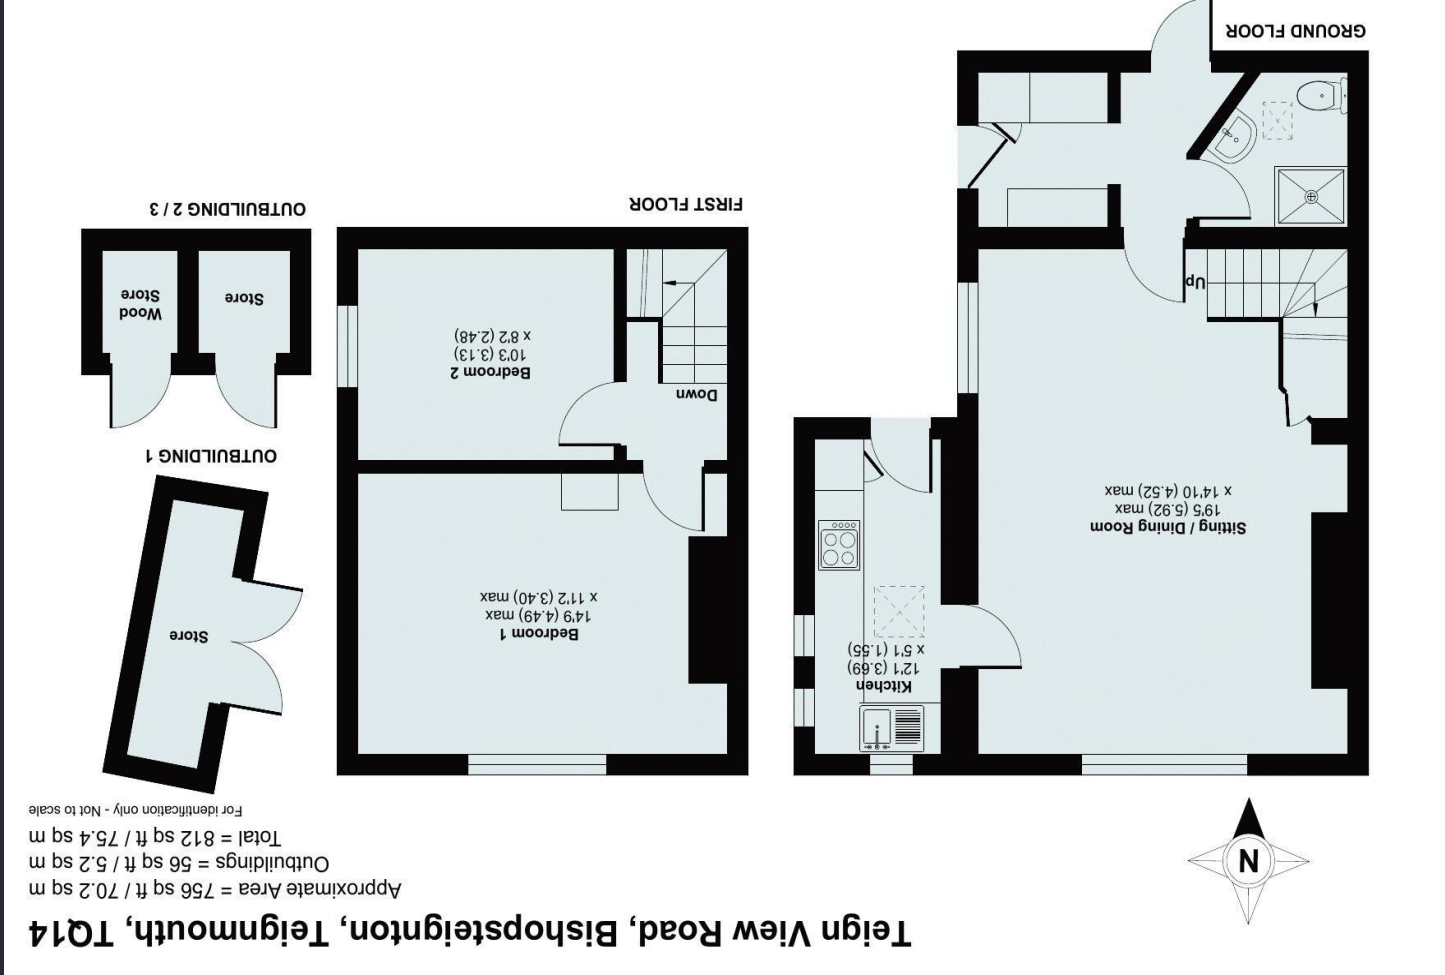 Teign View Road, Bishopsteignton, Teignmouth, TQ14
Approximate Area = 756 sq ft / 70.2 sq m
Outbuildings = 56 sq ft / 5.2 sq m
Total = 812 sq ft / 75.4 sq m
For identification only - Not to scale
N
Kitchen
12'1 (3.69)
x 5'1 (1.55)
Sitting / Dining Room
19'5 (5.92) max
x 14'10 (4.52) max
Up
GROUND FLOOR
Bedroom 1
14'9 (4.49) max
x 11'2 (3.40) max
Down
Bedroom 2
10'3 (3.13)
x 8'2 (2.48)
FIRST FLOOR
Store
OUTBUILDING 1
Store
Wood
Store
OUTBUILDING 2 / 3